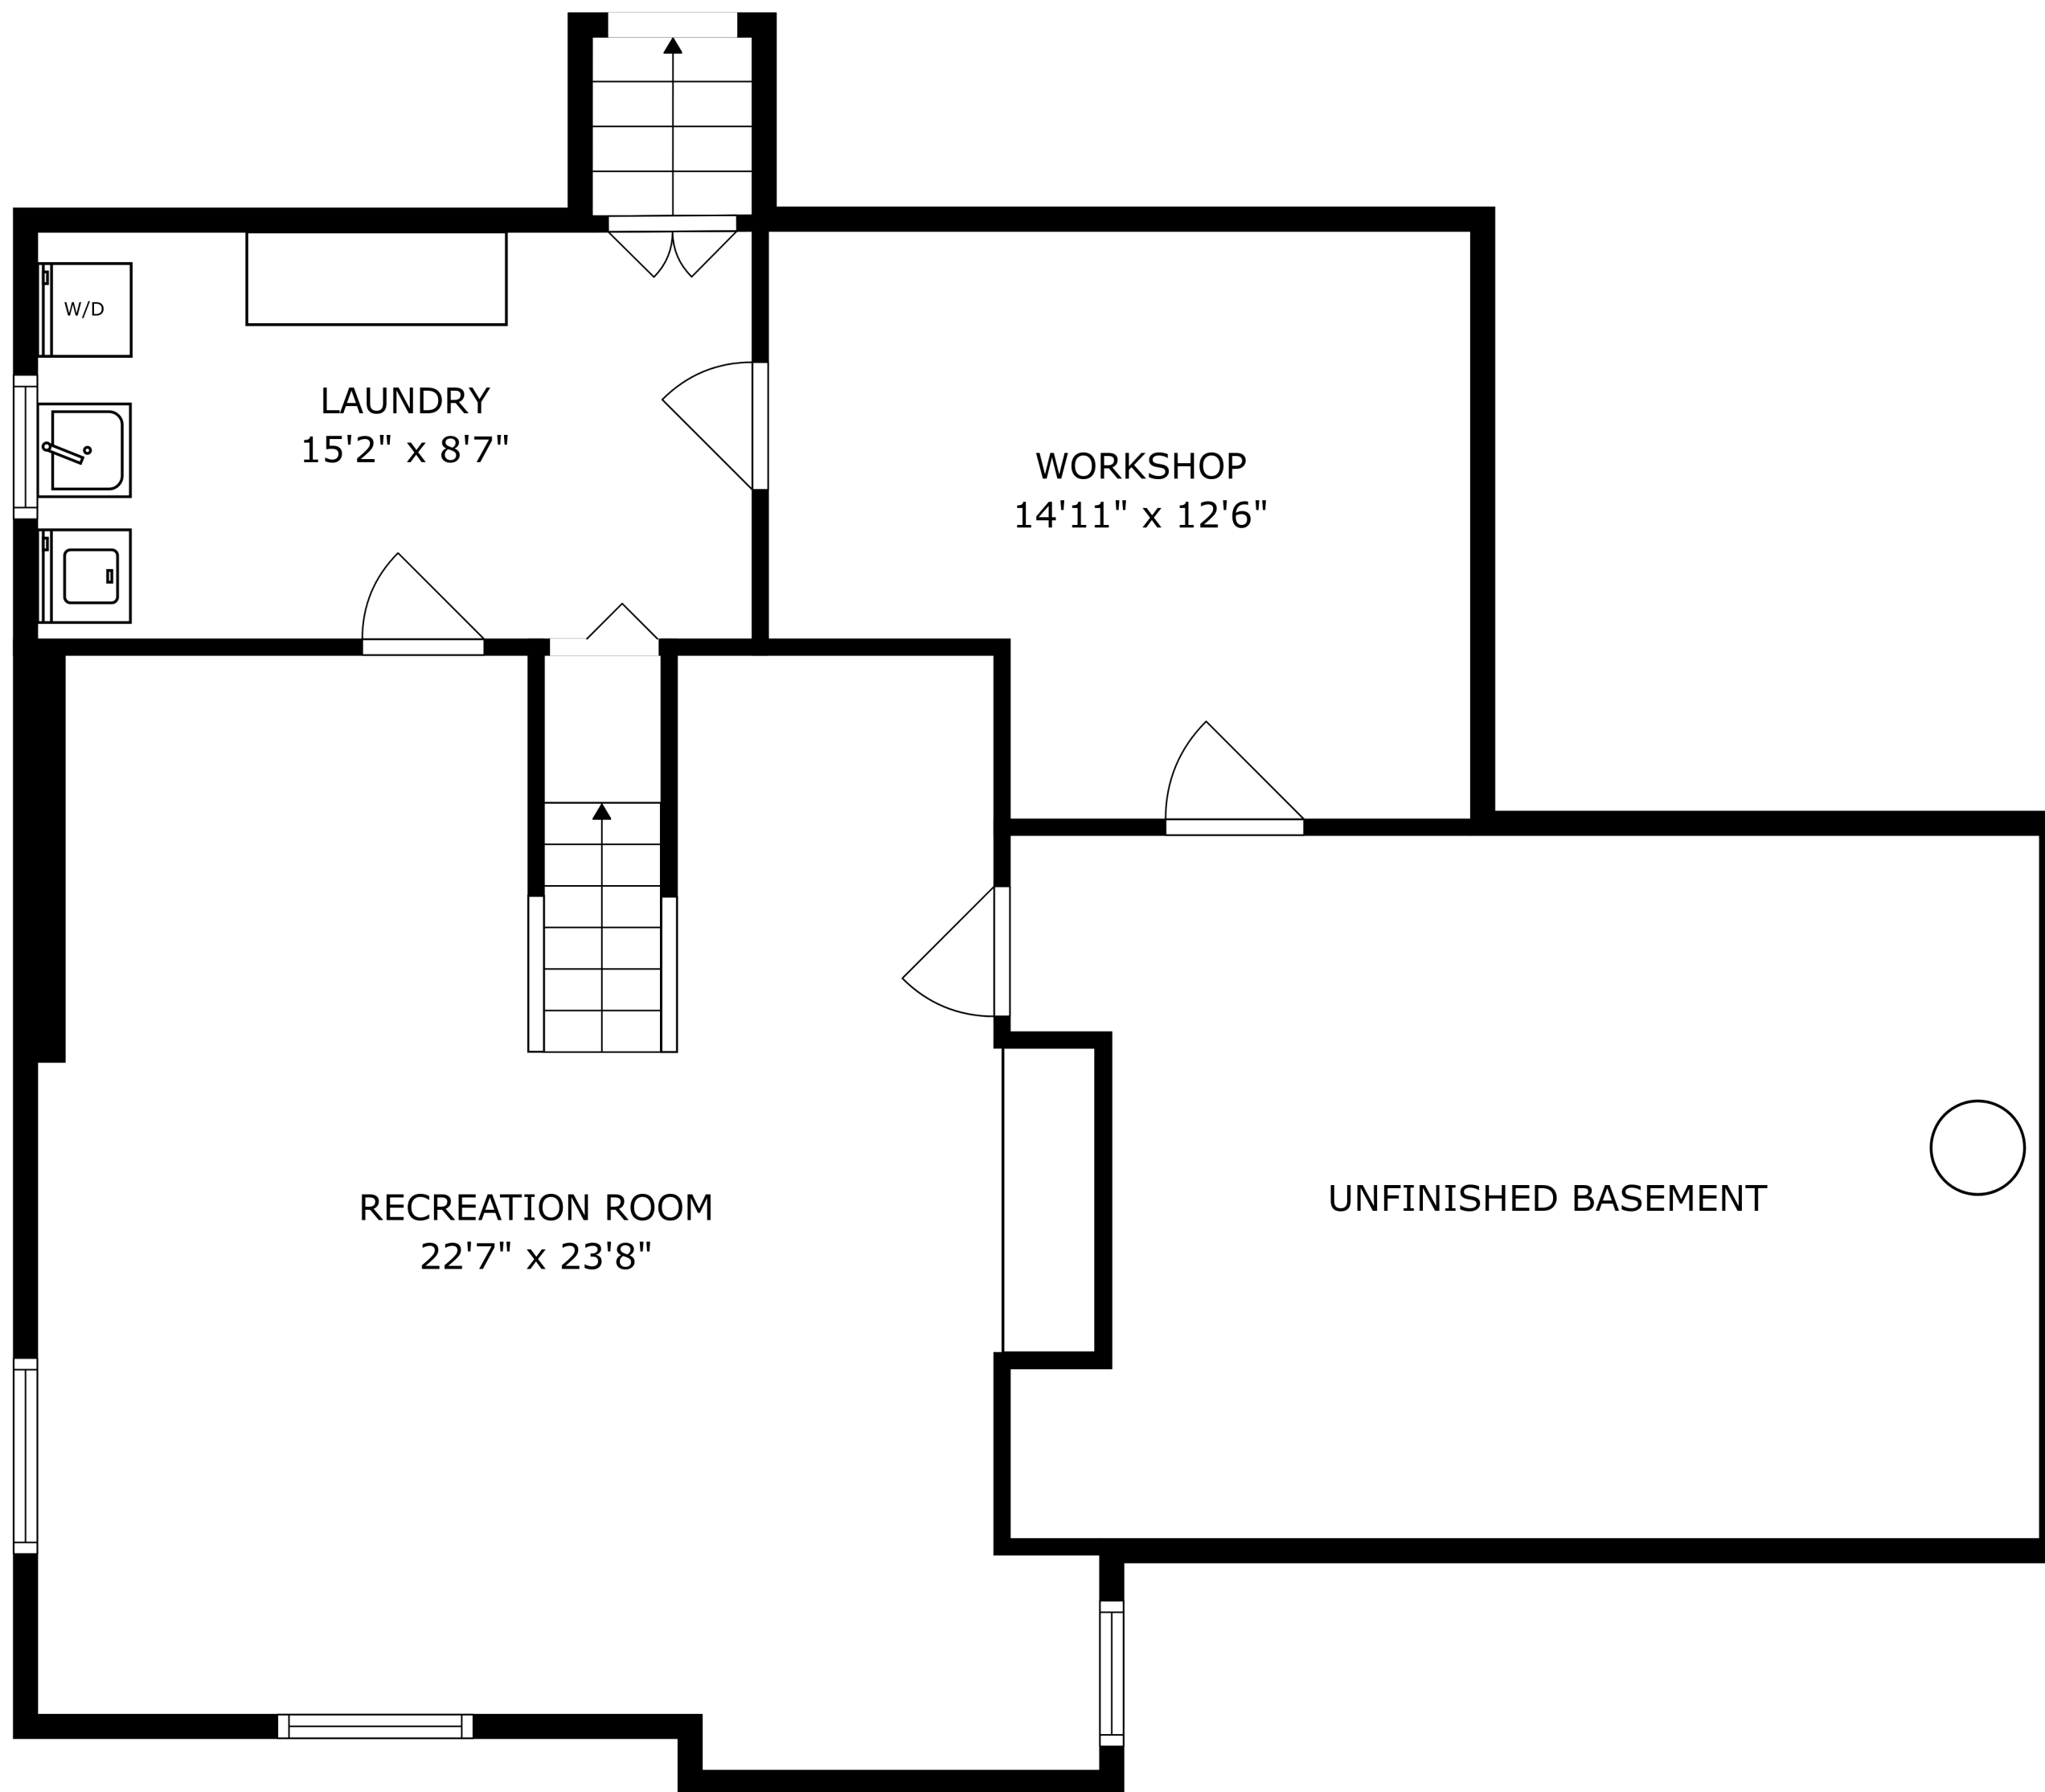 W/D
LAUNDRY
15'2" x 8'7"
WORKSHOP
14'11" x 12'6"
RECREATION ROOM
22'7" x 23'8"
UNFINISHED BASEMENT